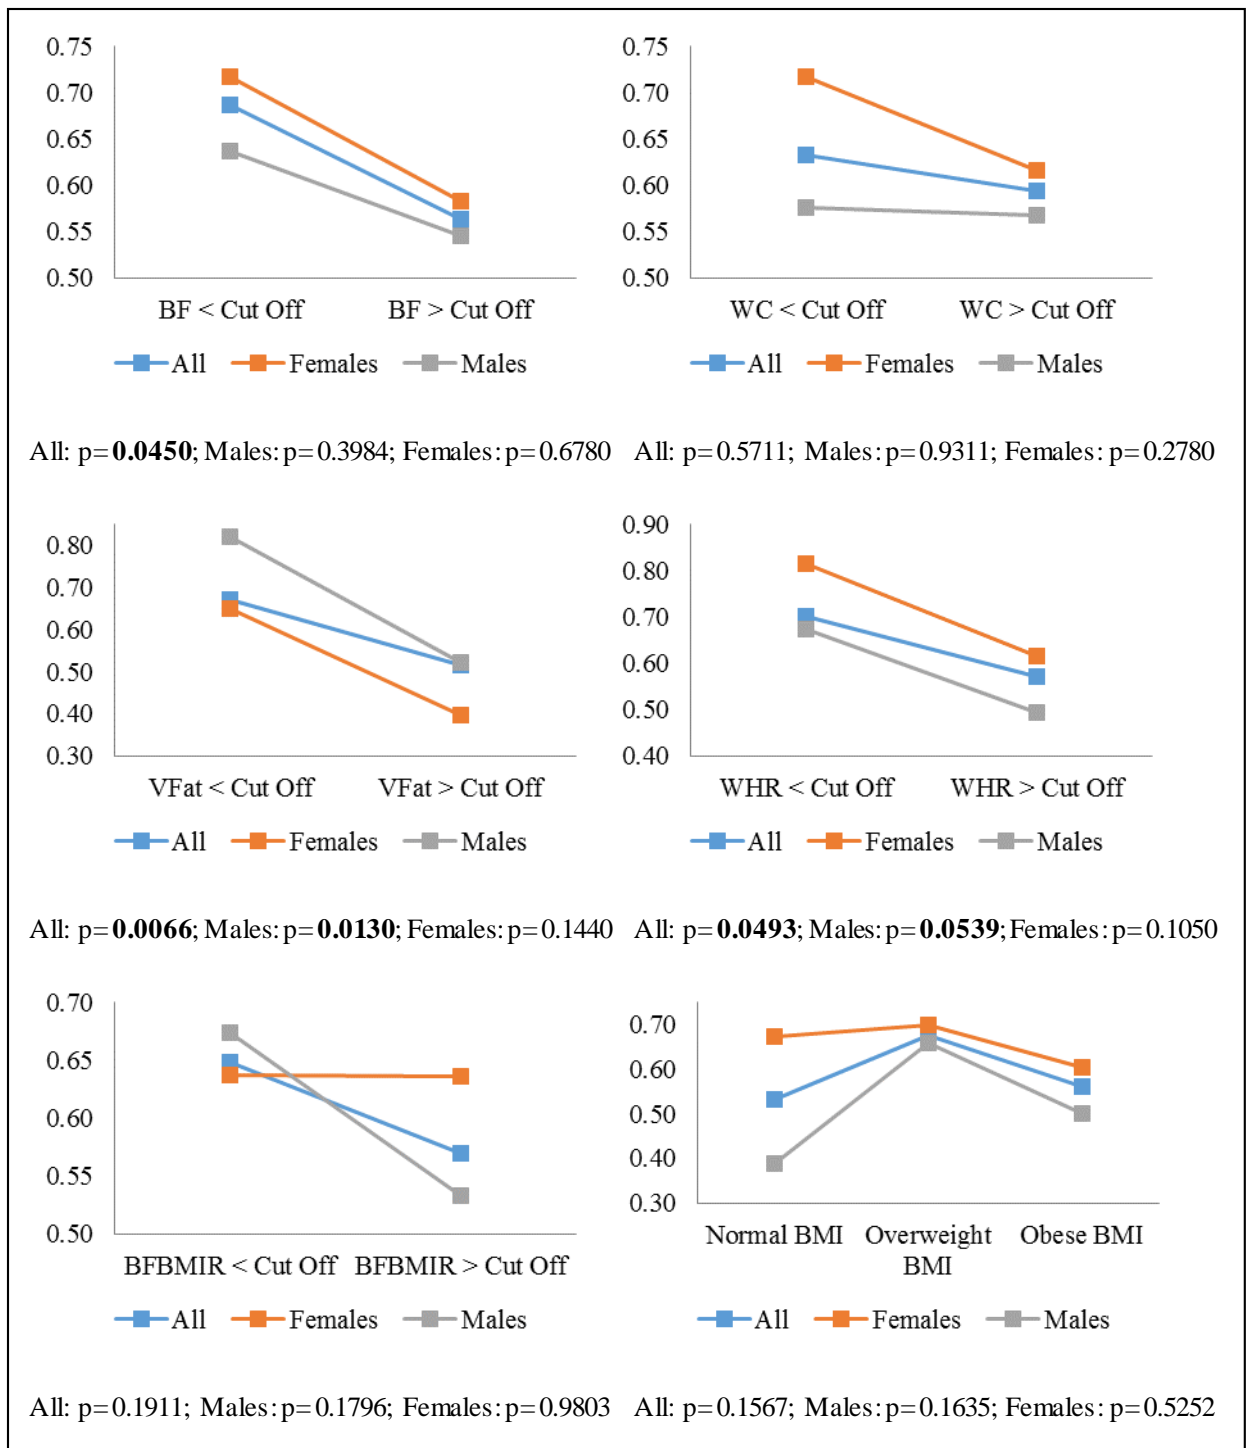 0.75
0.70
0.65
0.60
0.55
0.50
BF < Cut Off BF > Cut Off
All Females Males
All: p=0.0450; Males: p=0.3984; Females: p=0.6780
0.75
0.70
0.65
0.60
0.55
0.50
WC < Cut Off WC > Cut Off
All Females Males
All: p=0.5711; Males: p=0.9311; Females: p=0.2780
0.80
0.70
0.60
0.50
0.40
0.30
VFat < Cut Off VFat > Cut Off
All Females Males
All: p=0.0066; Males: p=0.0130; Females: p=0.1440
0.90
0.80
0.70
0.60
0.50
0.40
WHR < Cut Off WHR > Cut Off
All Females Males
All: p=0.0493; Males: p=0.0539; Females: p=0.1050
0.70
0.65
0.60
0.55
0.50
BFBMIR < Cut Off BFBMIR > Cut Off
All Females Males
All: p=0.1911; Males: p=0.1796; Females: p=0.9803
0.70
0.60
0.50
0.40
0.30
Normal BMI Overweight Obese BMI
BMI
All Females Males
All: p=0.1567; Males: p=0.1635; Females: p=0.5252